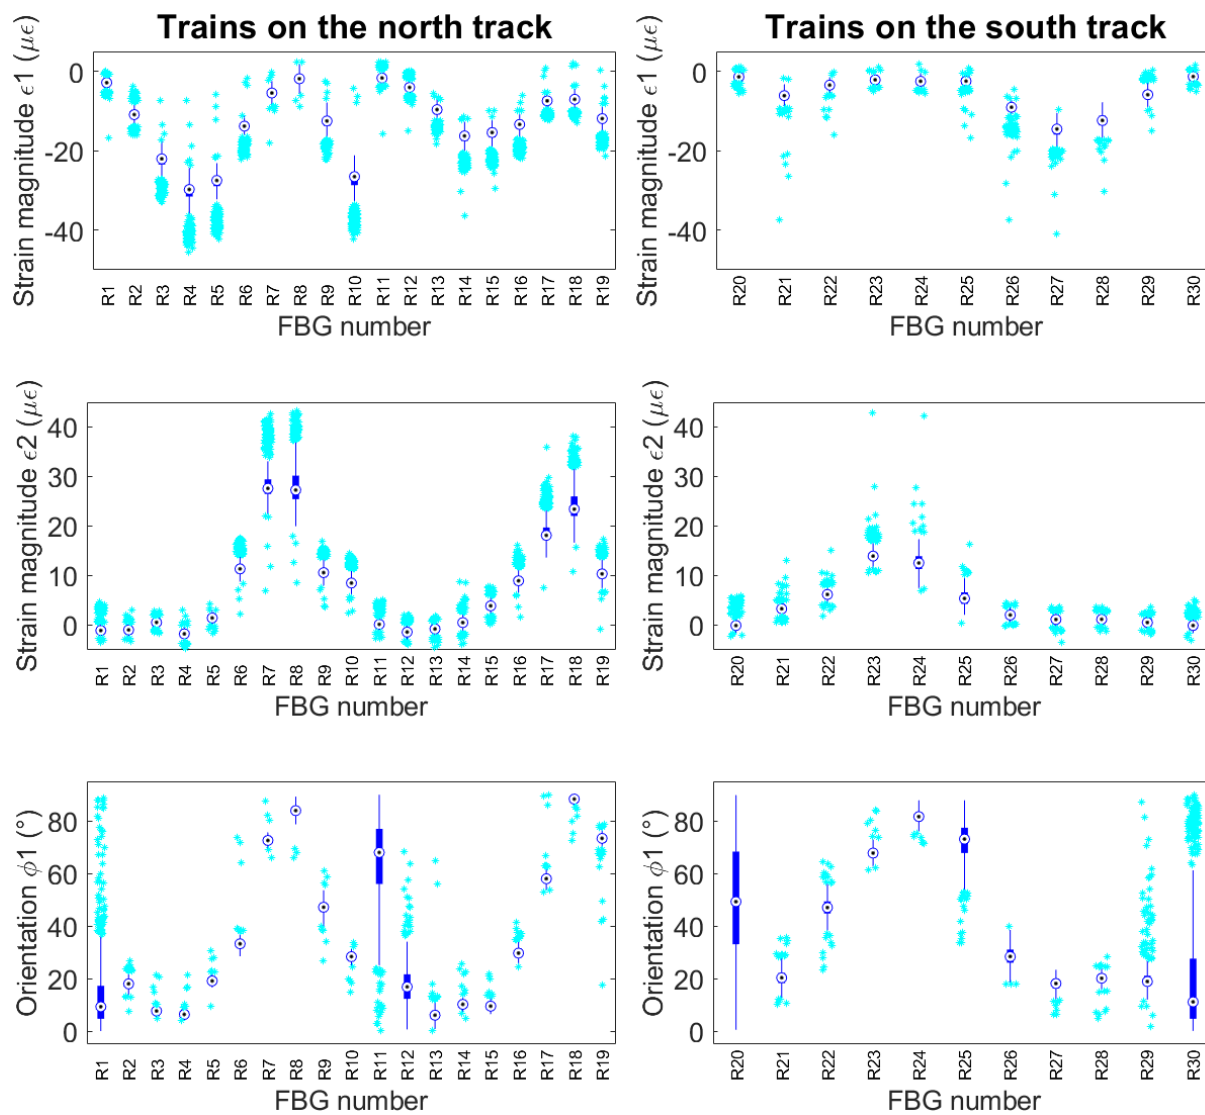 Trains on the north track
Trains on the south track
Strain magnitude ϵ1 (μϵ)
0
-20
-40
R1 R2 R3 R4 R5 R6 R7 R8 R9 R10 R11 R12 R13 R14 R15 R16 R17 R18 R19
FBG number
Strain magnitude ϵ1 (μϵ)
0
-20
-40
R20 R21 R22 R23 R24 R25 R26 R27 R28 R29 R30
FBG number
Strain magnitude ϵ2 (μϵ)
40
30
20
10
0
R1 R2 R3 R4 R5 R6 R7 R8 R9 R10 R11 R12 R13 R14 R15 R16 R17 R18 R19
FBG number
Strain magnitude ϵ2 (μϵ)
40
30
20
10
0
R20 R21 R22 R23 R24 R25 R26 R27 R28 R29 R30
FBG number
Orientation ϕ1 (°)
80
60
40
20
0
R1 R2 R3 R4 R5 R6 R7 R8 R9 R10 R11 R12 R13 R14 R15 R16 R17 R18 R19
FBG number
Orientation ϕ1 (°)
80
60
40
20
0
R20 R21 R22 R23 R24 R25 R26 R27 R28 R29 R30
FBG number